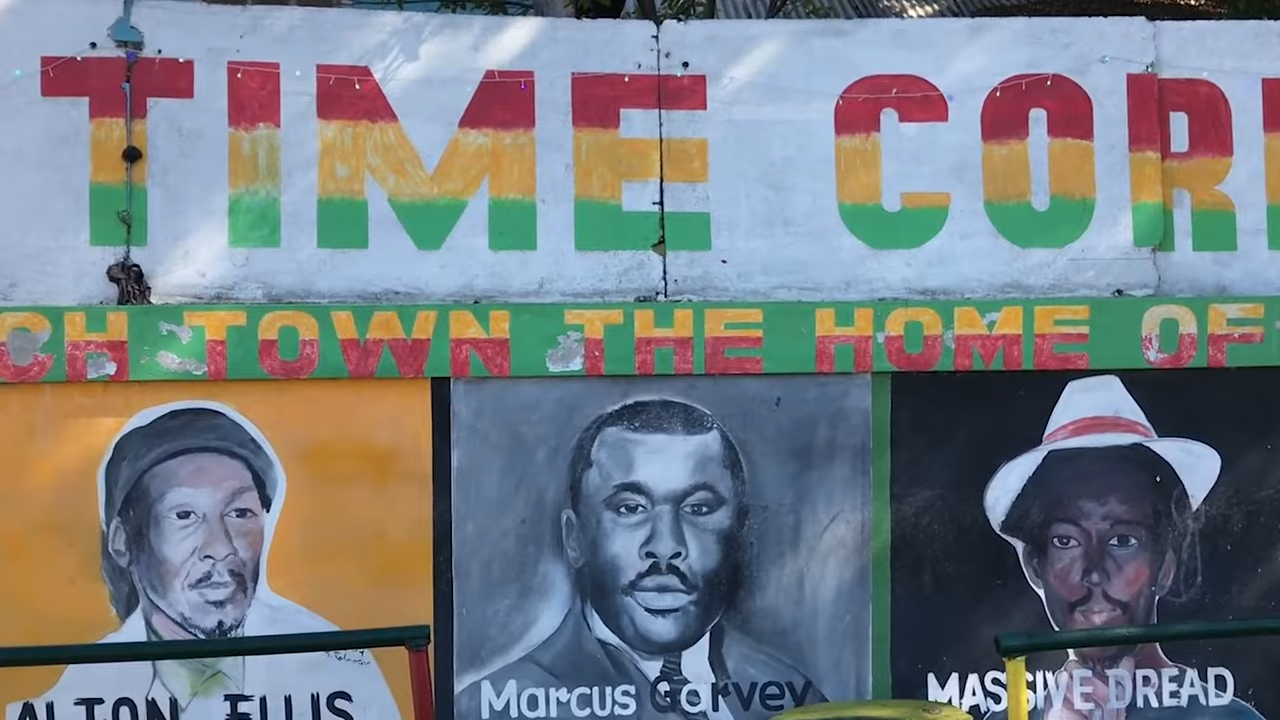 TIME COR
CH TOWN THE HOME OF
ALTON ELLIS
Marcus Garvey
MASSIVE DREAD